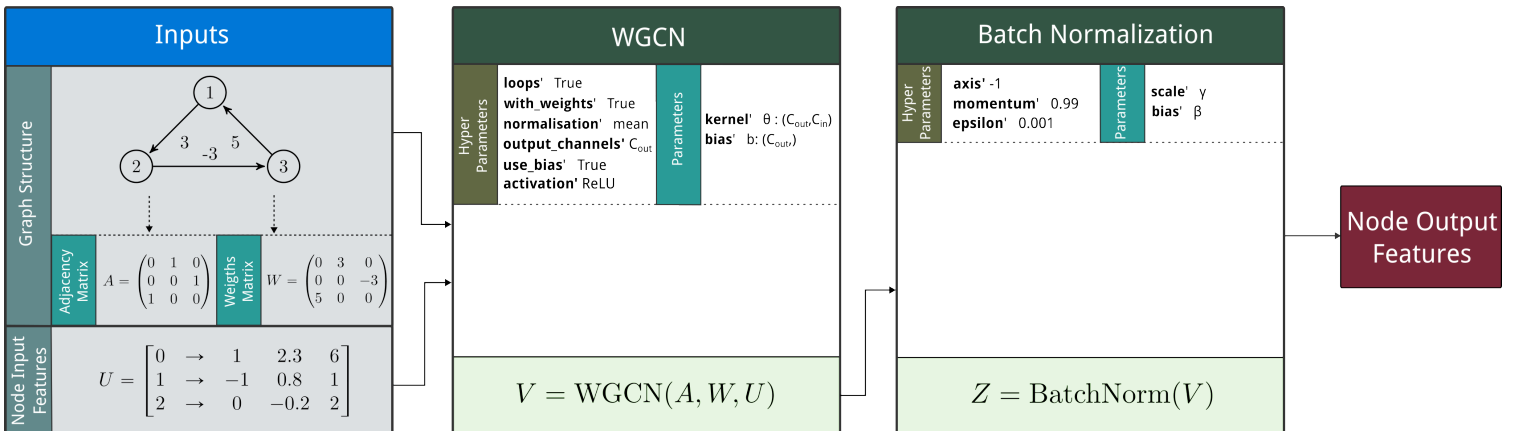 Inputs
Graph Structure
1
3 5
-3
2 3
Adjacency
Matrix
A = (0 1 0
0 0 1
1 0 0)
Weigths
Matrix
W = (0 3 0
0 0 −3
5 0 0)
Node Input
Features
U = [0 → 1 2.3 6
1 → −1 0.8 1
2 → 0 −0.2 2]
WGCN
Hyper
Parameters
loops' True
with_weights' True
normalisation' mean
output_channels' Cout
use_bias' True
activation' ReLU
Parameters
kernel' θ : (Cout,Cin)
bias' b: (Cout,)
V = WGCN(A, W, U)
Batch Normalization
Hyper
Parameters
axis' -1
momentum' 0.99
epsilon' 0.001
Parameters
scale' γ
bias' β
Z = BatchNorm(V)
Node Output
Features